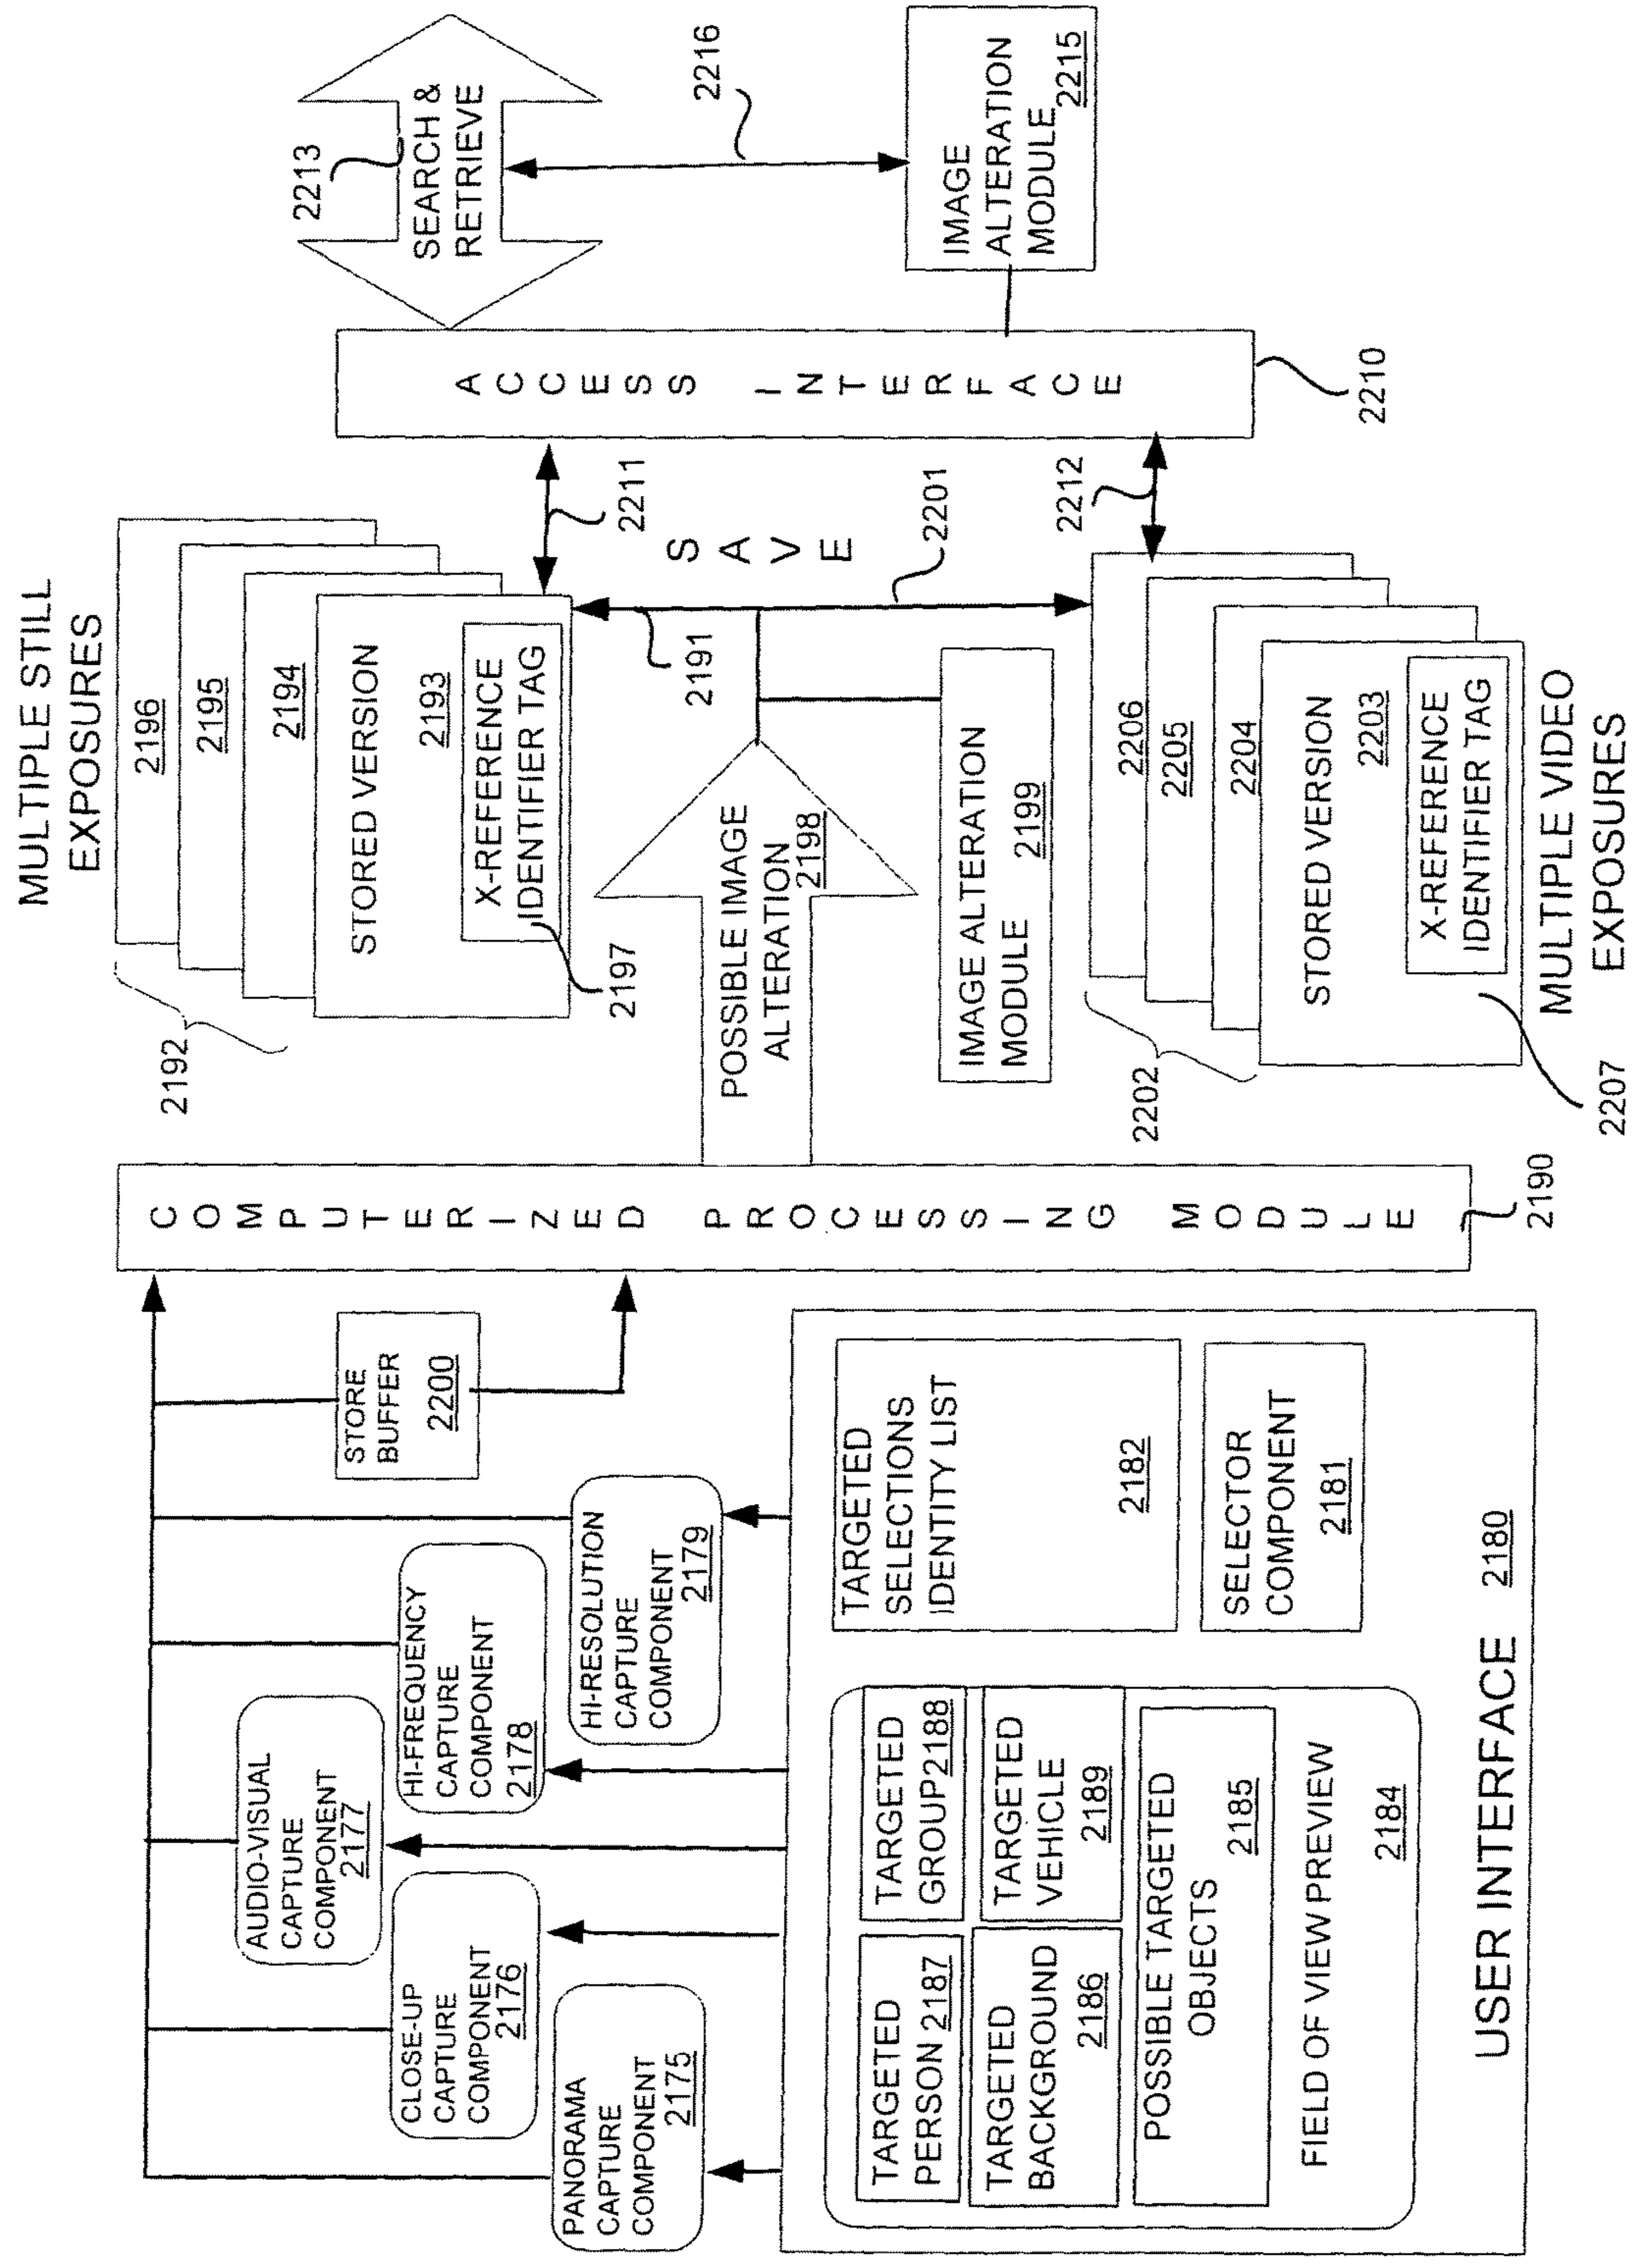 MULTIPLE STILL
EXPOSURES
2192
2196
2195
2194
STORED VERSION
2193
X-REFERENCE
IDENTIFIER TAG
2197
2191
2211
S A V E
2201
2213
SEARCH &
RETRIEVE
2216
ACCESS INTERFACE
2210
IMAGE
ALTERATION
MODULE
2215
2212
COMPUTERIZED PROCESSING MODULE
2190
POSSIBLE IMAGE
ALTERATION
2198
IMAGE ALTERATION
MODULE
2199
2202
2206
2205
2204
STORED VERSION
2203
X-REFERENCE
IDENTIFIER TAG
2207
MULTIPLE VIDEO
EXPOSURES
PANORAMA
CAPTURE
COMPONENT
2175
CLOSE-UP
CAPTURE
COMPONENT
2176
AUDIO-VISUAL
CAPTURE
COMPONENT
2177
HI-FREQUENCY
CAPTURE
COMPONENT
2178
HI-RESOLUTION
CAPTURE
COMPONENT
2179
STORE
BUFFER
2200
TARGETED
PERSON 2187
TARGETED
GROUP 2188
TARGETED
BACKGROUND
2186
TARGETED
VEHICLE
2189
POSSIBLE TARGETED
OBJECTS
2185
FIELD OF VIEW PREVIEW
2184
TARGETED
SELECTIONS
IDENTITY LIST
2182
SELECTOR
COMPONENT
2181
USER INTERFACE 2180